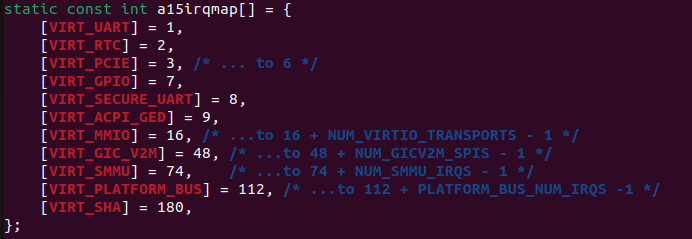 static const int a15irqmap[] = {
    [VIRT_UART] = 1,
    [VIRT_RTC] = 2,
    [VIRT_PCIE] = 3, /* ... to 6 */
    [VIRT_GPIO] = 7,
    [VIRT_SECURE_UART] = 8,
    [VIRT_ACPI_GED] = 9,
    [VIRT_MMIO] = 16, /* ...to 16 + NUM_VIRTIO_TRANSPORTS - 1 */
    [VIRT_GIC_V2M] = 48, /* ...to 48 + NUM_GICV2M_SPIS - 1 */
    [VIRT_SMMU] = 74,    /* ...to 74 + NUM_SMMU_IRQS - 1 */
    [VIRT_PLATFORM_BUS] = 112, /* ...to 112 + PLATFORM_BUS_NUM_IRQS -1 */
    [VIRT_SHA] = 180,
};